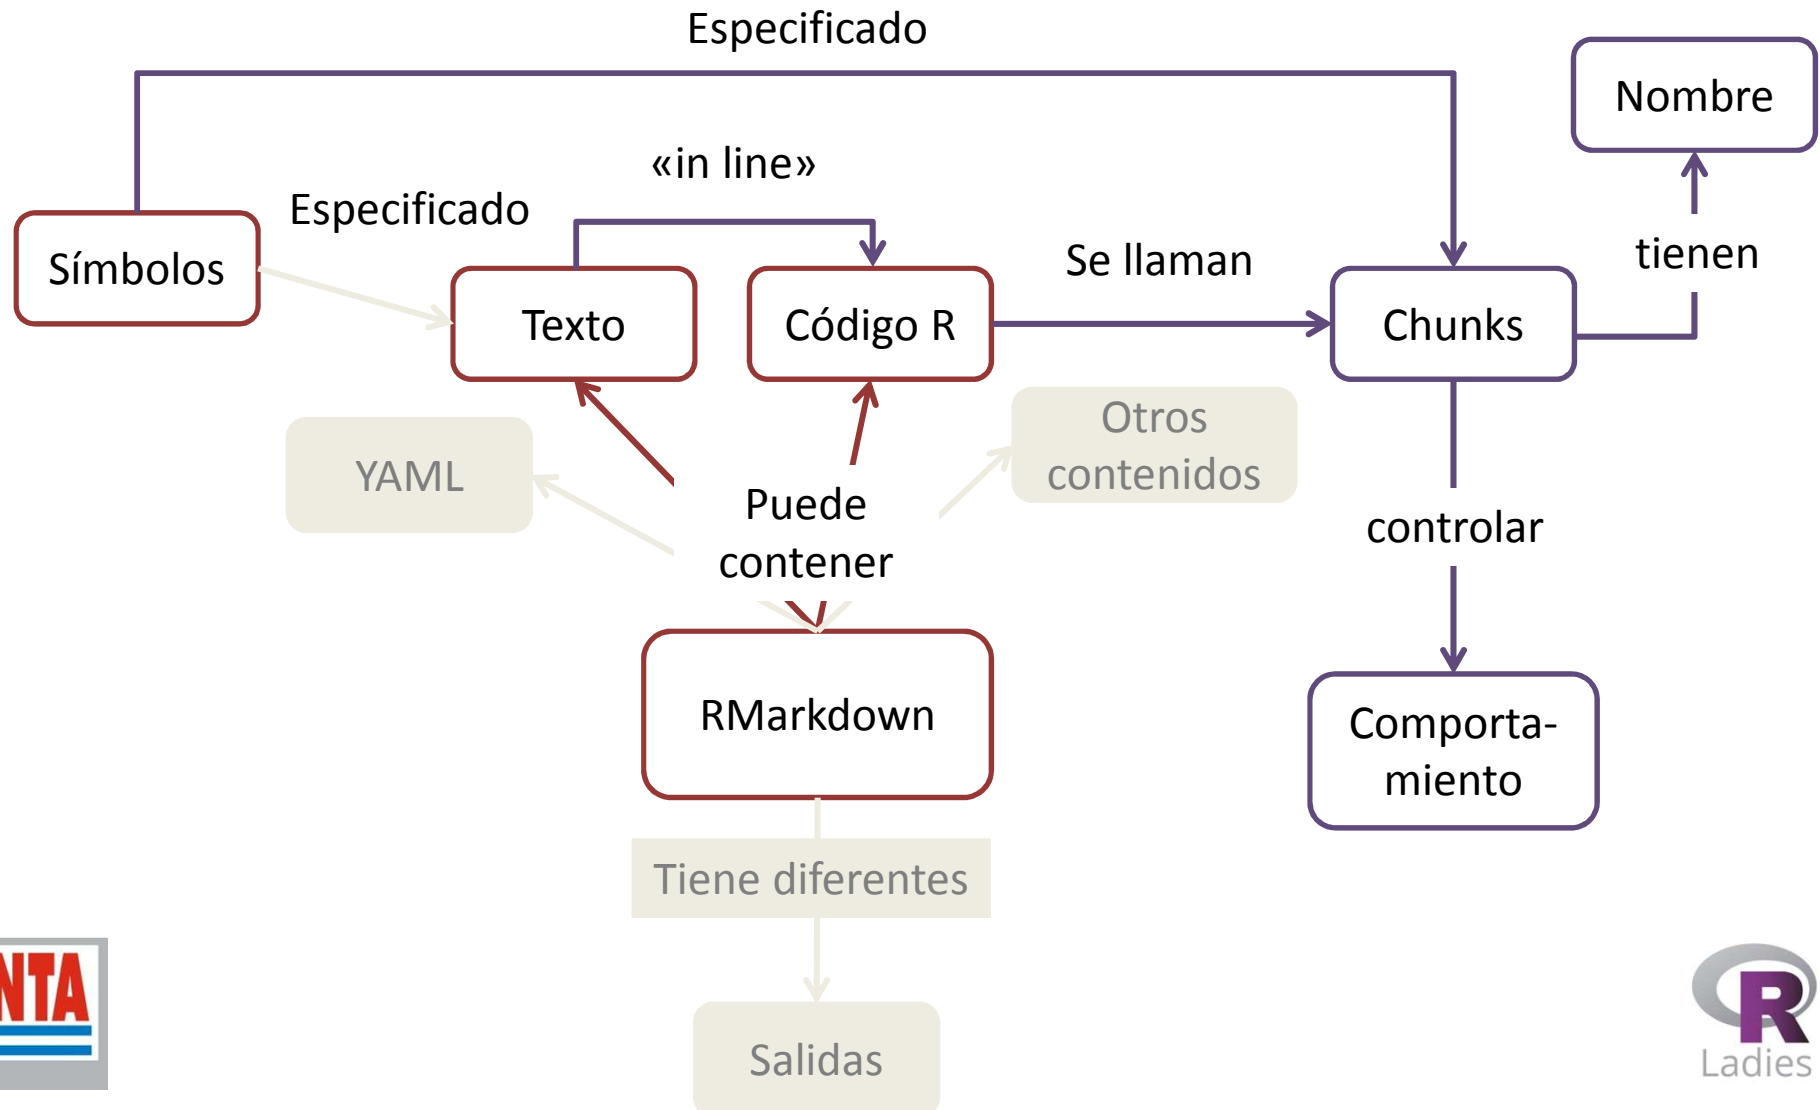 Especificado
Nombre
«in line»
Especificado
Símbolos
Se llaman
tienen
Texto
Código R
Chunks
YAML
Otros
contenidos
Puede
contener
controlar
RMarkdown
Comporta-
miento
Tiene diferentes
Salidas
NTA
R
Ladies